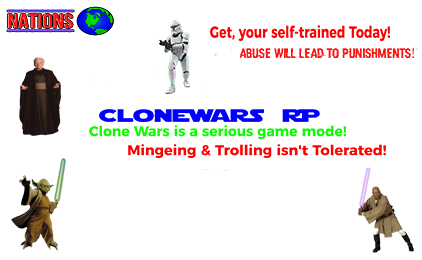 NATIONS
Get, your self-trained Today!
ABUSE WILL LEAD TO PUNISHMENTS!
CLONEWARS RP
Clone Wars is a serious game mode!
Mingeing & Trolling isn't Tolerated!